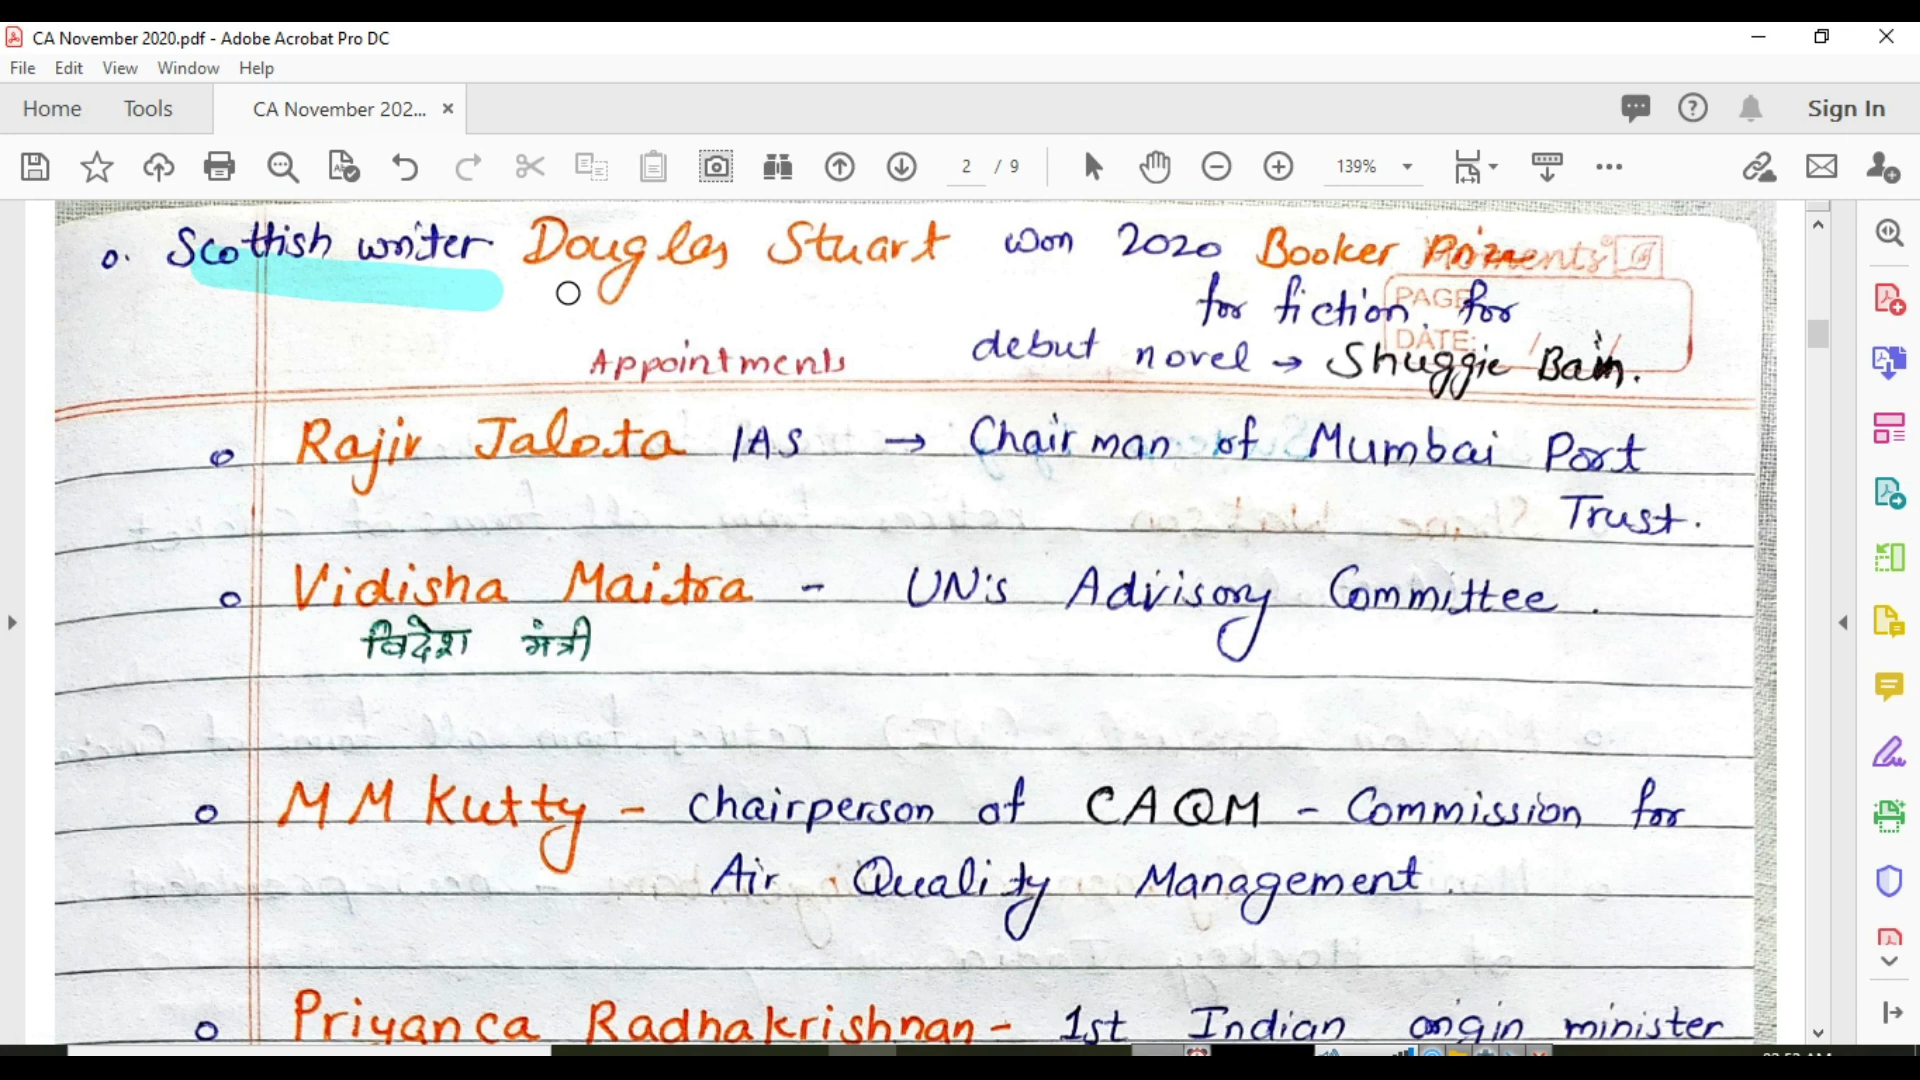 CA November 2020.pdf - Adobe Acrobat Pro DC
File Edit View Window Help
Home Tools CA November 202... × Sign In
2 / 9 139%
o. Scottish writer Douglas Stuart won 2020 Booker Prize
for fiction, for
PAGE
DATE:
Appointments debut novel → Shuggie Bain.
o Rajiv Jalota IAS → Chairman of Mumbai Port
Trust.
o Vidisha Maitra - UN's Advisory Committee.
विदेश मंत्री
o M M Kutty - Chairperson of CAQM - Commission for
Air Quality Management.
o Priyanca Radhakrishnan - 1st Indian origin minister